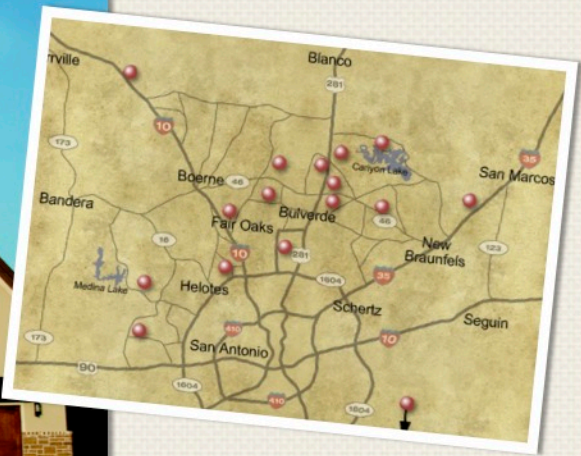 rrville
Blanco
281
10
173
35
Canyon Lake
San Marcos
Boerne
46
Bandera
Fair Oaks
Bulverde
46
16
10
281
New
Braunfels
123
Medina Lake
Helotes
1604
35
Schertz
Seguin
173
410
San Antonio
10
90
1604
410
1604